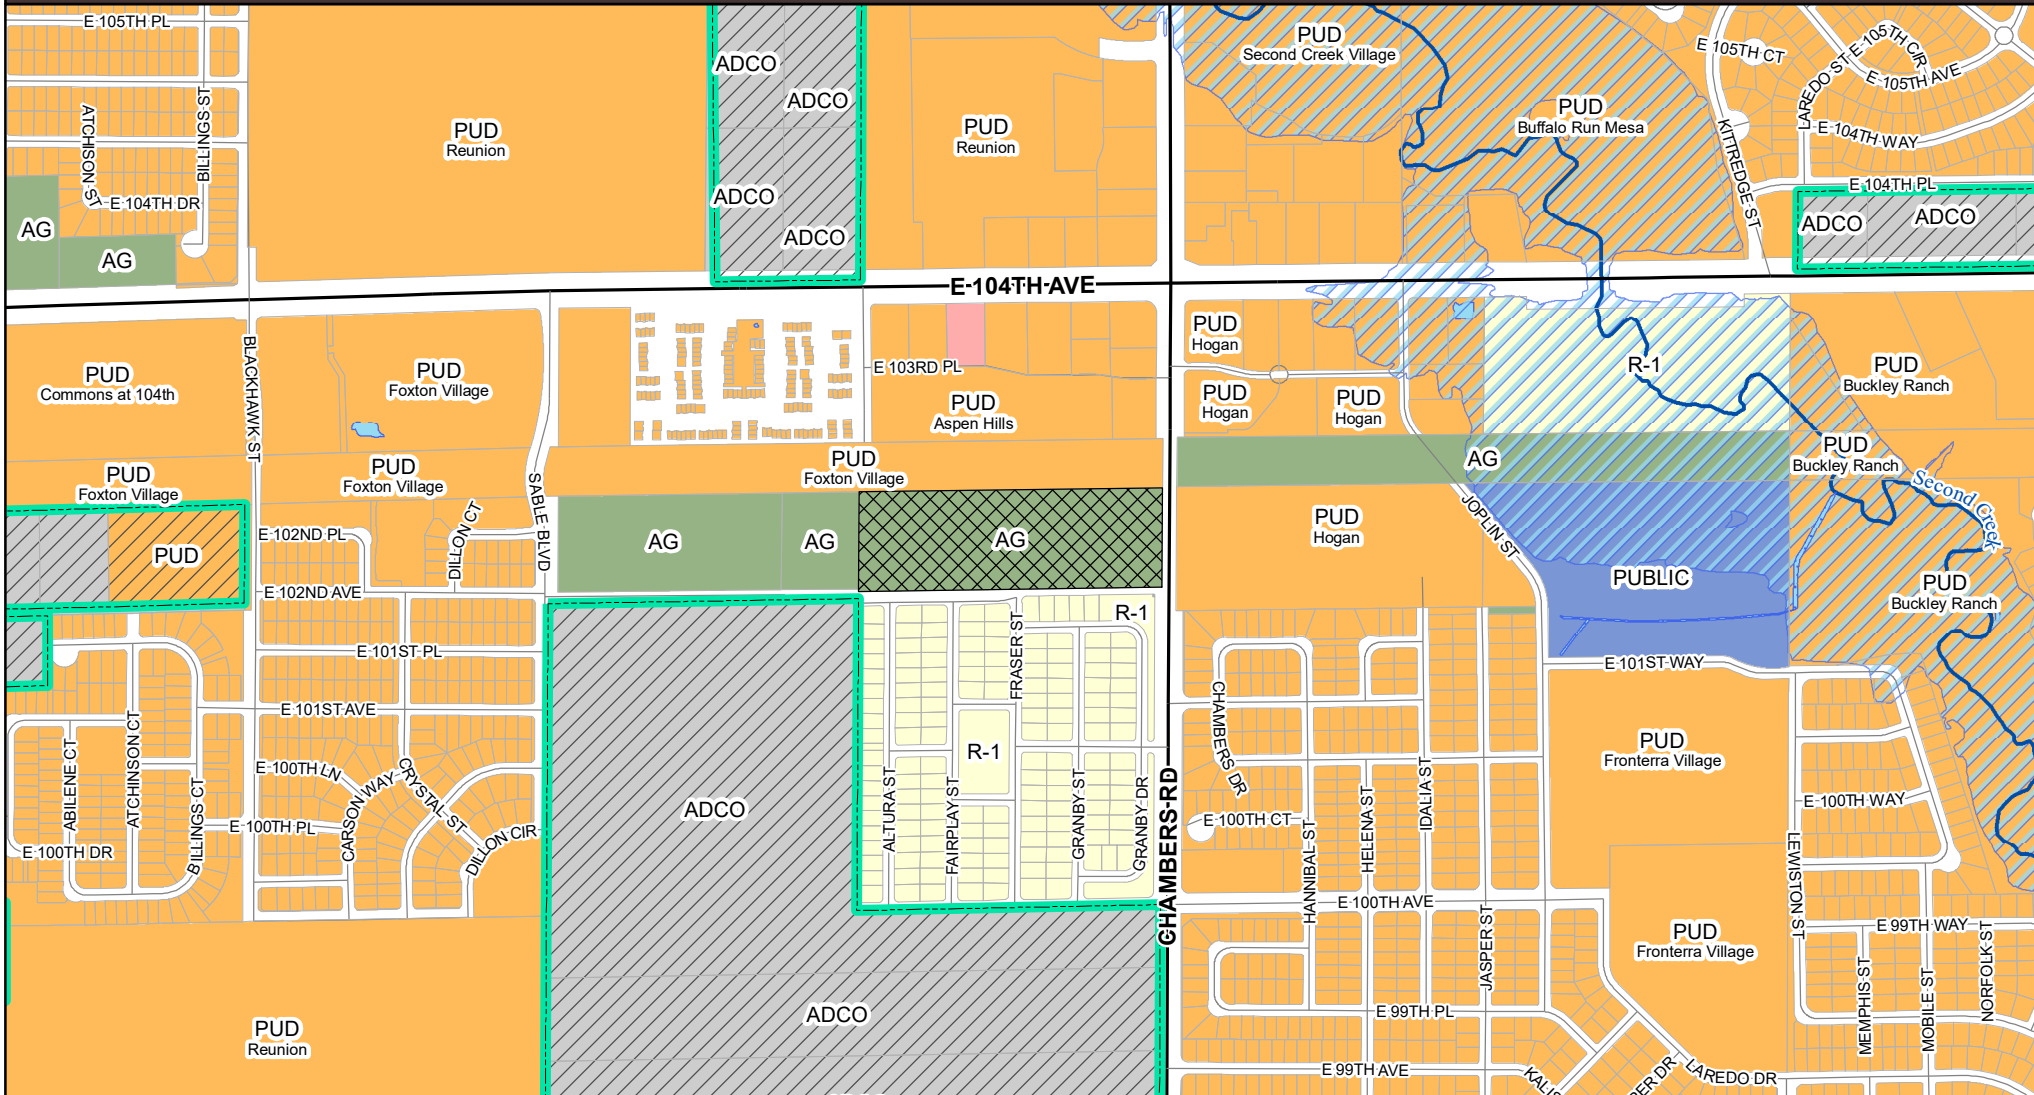 E 105TH PL
ATCHISON ST
BILLINGS ST
E 104TH DR
AG
AG
PUD
Reunion
ADCO
ADCO
ADCO
ADCO
PUD
Reunion
PUD
Second Creek Village
PUD
Buffalo Run Mesa
E 105TH CT
LAREDO ST
E 105TH CIR
E 105TH AVE
E 104TH WAY
KITTREDGE ST
E 104TH PL
ADCO
ADCO
E 104TH AVE
PUD
Commons at 104th
BLACKHAWK ST
PUD
Foxton Village
E 103RD PL
PUD
Aspen Hills
PUD
Hogan
PUD
Hogan
PUD
Hogan
R-1
PUD
Buckley Ranch
PUD
Foxton Village
PUD
Foxton Village
PUD
Foxton Village
AG
PUD
Buckley Ranch
Second Creek
PUD
E 102ND PL
DILLON CT
SABLE BLVD
AG
AG
AG
PUD
Hogan
JOPLIN ST
PUBLIC
PUD
Buckley Ranch
E 102ND AVE
R-1
E 101ST PL
FRASER ST
E 101ST WAY
E 101ST AVE
CHAMBERS DR
R-1
PUD
Fronterra Village
ABILENE CT
ATCHINSON CT
BILLINGS CT
E 100TH LN
CARSON WAY
CRYSTAL ST
E 100TH PL
DILLON CIR
E 100TH DR
ADCO
ALTURA ST
FAIRPLAY ST
GRANBY ST
GRANBY DR
CHAMBERS RD
E 100TH CT
HANNIBAL ST
HELENA ST
IDALIA ST
E 100TH WAY
LEWISTON ST
E 100TH AVE
JASPER ST
PUD
Fronterra Village
E 99TH WAY
MEMPHIS ST
MOBILE ST
NORFOLK ST
PUD
Reunion
ADCO
E 99TH PL
E 99TH AVE
KALIS
PER DR
LAREDO DR